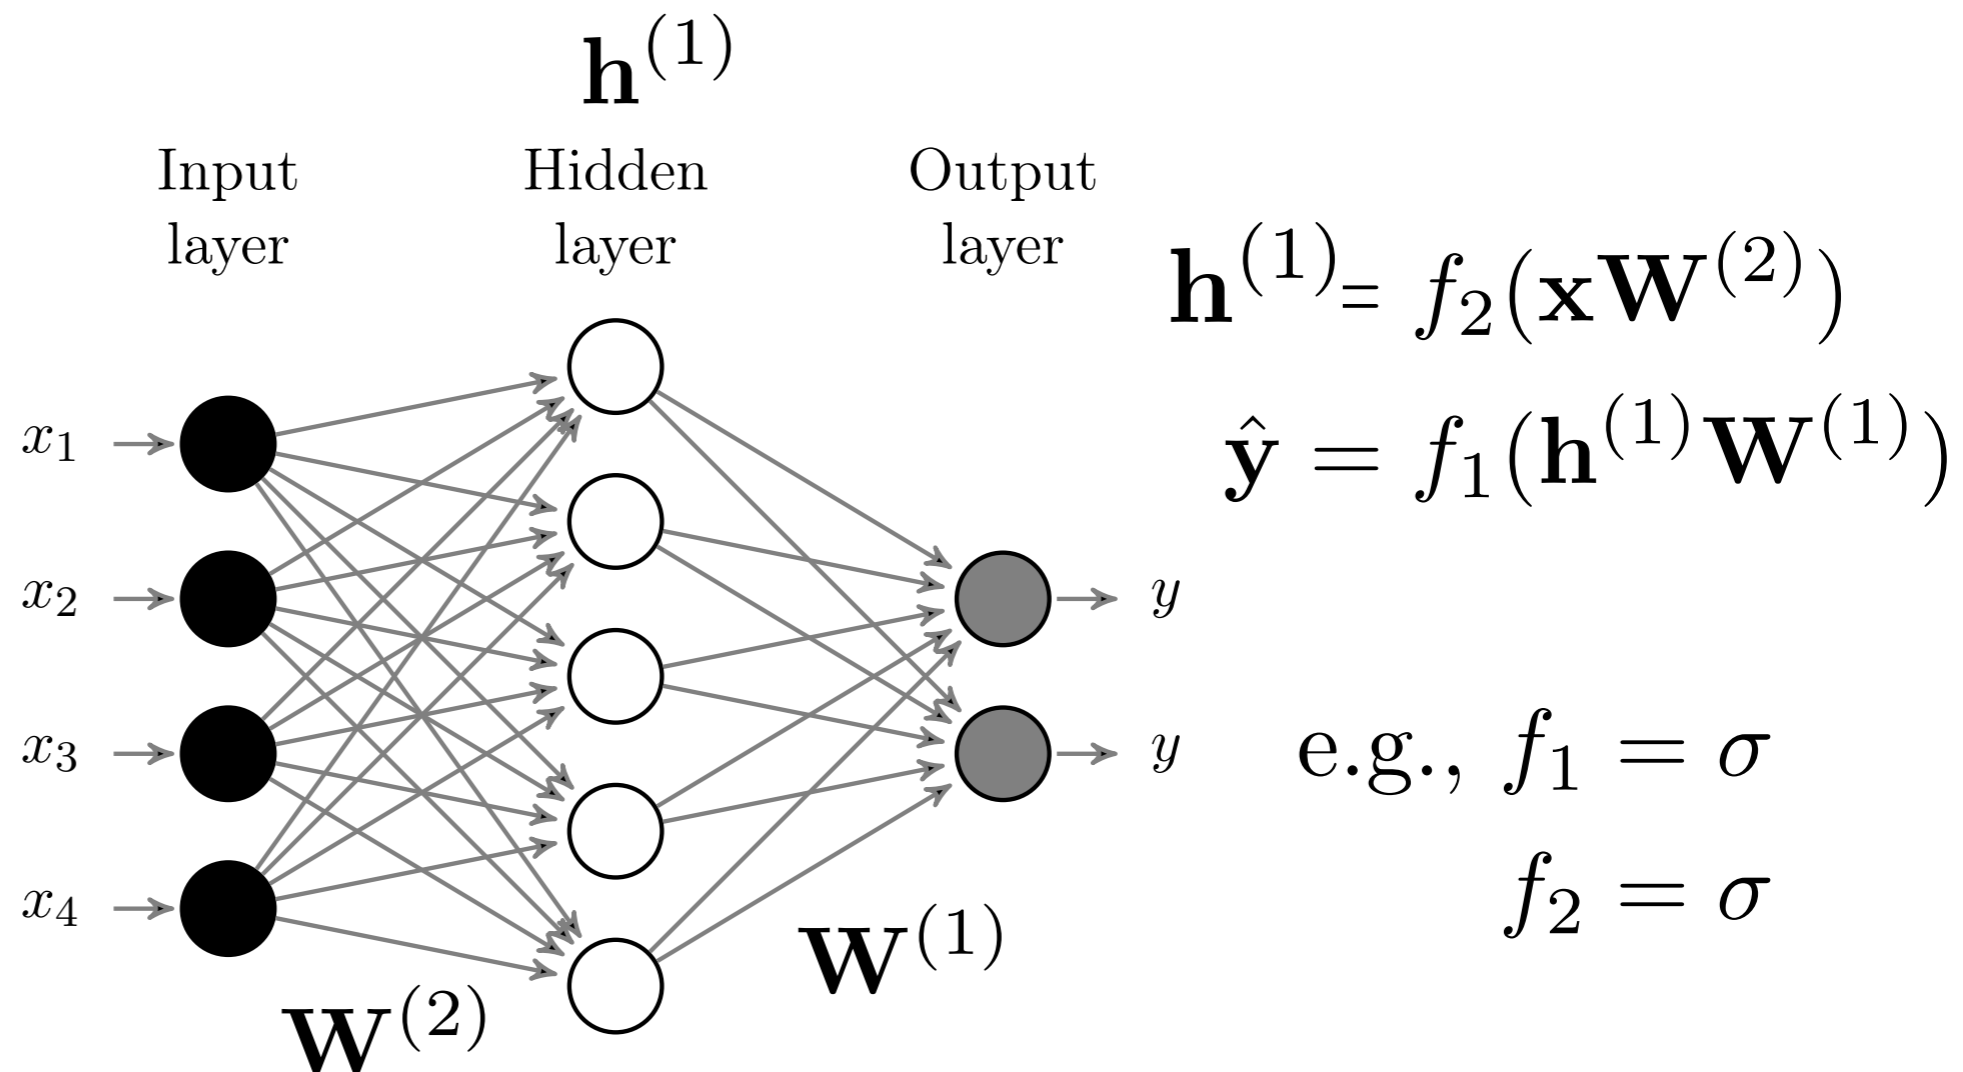 h^(1)
Input layer
Hidden layer
Output layer
h^(1) = f₂(xW^(2))
ŷ = f₁(h^(1)W^(1))
x₁
x₂
x₃
x₄
y
y
e.g., f₁ = σ
f₂ = σ
W^(1)
W^(2)